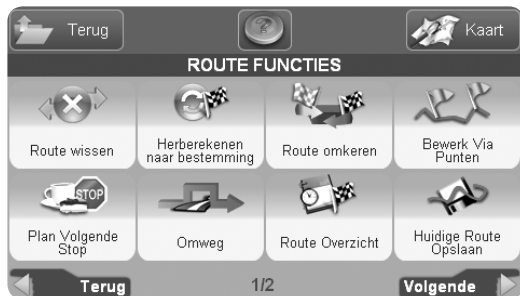 Terug
Kaart
ROUTE FUNCTIES
Route wissen
Herberekenen
naar bestemming
Route omkeren
Bewerk Via
Punten
STOP
Plan Volgende
Stop
Omweg
Route Overzicht
Huidige Route
Opslaan
Terug
1/2
Volgende